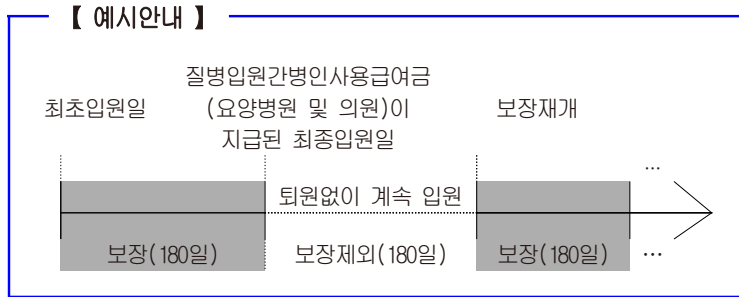 【 예시안내 】
질병입원간병인사용급여금
최초입원일 (요양병원 및 의원)이 보장재개
지급된 최종입원일
…
퇴원없이 계속 입원
보장(180일) 보장제외(180일) 보장(180일) …